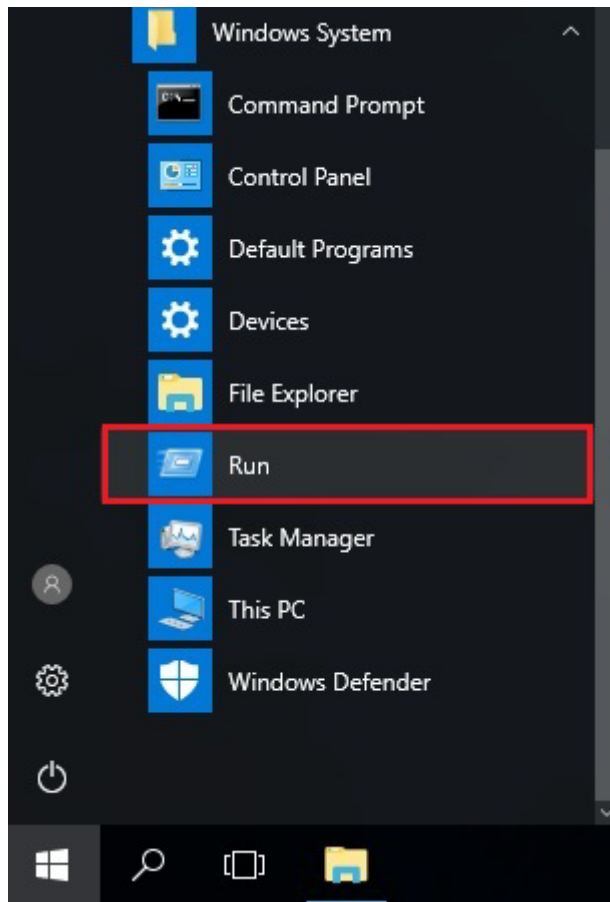 Windows System
Command Prompt
Control Panel
Default Programs
Devices
File Explorer
Run
Task Manager
This PC
Windows Defender